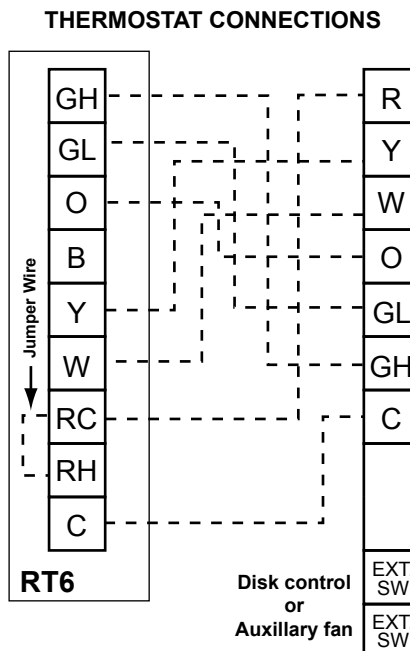 THERMOSTAT CONNECTIONS
GH
GL
O
B
Y
W
RC
RH
C
Jumper Wire
RT6
R
Y
W
O
GL
GH
C
EXT.
SW
EXT.
SW
Disk control
or
Auxillary fan